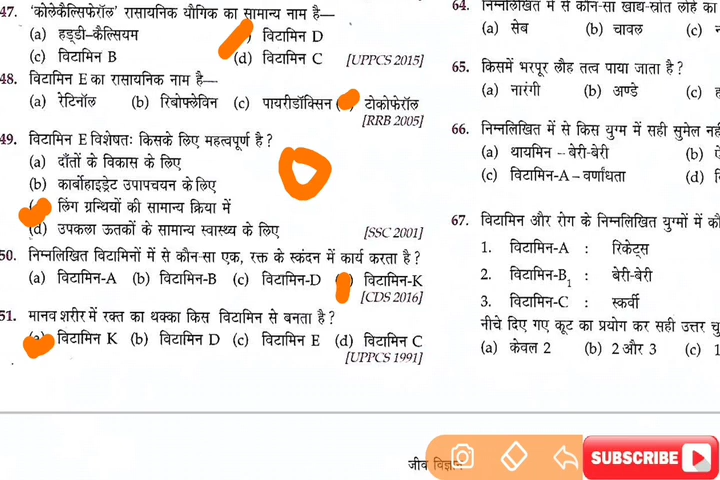 47. 'कोलेकैल्सिफेरॉल' रासायनिक यौगिक का सामान्य नाम है—
(a) हड्डी-कैल्सियम ) विटामिन D
(c) विटामिन B (d) विटामिन C [UPPCS 2015]
48. विटामिन E का रासायनिक नाम है—
(a) रेटिनॉल (b) रिबोफ्लेविन (c) पायरीडॉक्सिन ( टोकोफेरॉल
[RRB 2005]
49. विटामिन E विशेषतः किसके लिए महत्वपूर्ण है ?
(a) दाँतों के विकास के लिए
(b) कार्बोहाइड्रेट उपापचयन के लिए
( लिंग ग्रन्थियों की सामान्य क्रिया में
(d) उपकला ऊतकों के सामान्य स्वास्थ्य के लिए [SSC 2001]
50. निम्नलिखित विटामिनों में से कौन-सा एक, रक्त के स्कंदन में कार्य करता है ?
(a) विटामिन-A (b) विटामिन-B (c) विटामिन-D विटामिन-K
[CDS 2016]
51. मानव शरीर में रक्त का थक्का किस विटामिन से बनता है ?
(a) विटामिन K (b) विटामिन D (c) विटामिन E (d) विटामिन C
[UPPCS 1991]
64. निम्नलिखित में से कौन-सा खाद्य-स्रोत लोहे का
(a) सेब (b) चावल (c)
65. किसमें भरपूर लौह तत्व पाया जाता है ?
(a) नारंगी (b) अण्डे (c)
66. निम्नलिखित में से किस युग्म में सही सुमेल नह
(a) थायमिन – बेरी-बेरी (b)
(c) विटामिन-A – वर्णांधता (d)
67. विटामिन और रोग के निम्नलिखित युग्मों में कौ
1. विटामिन-A : रिकेट्स
2. विटामिन-B₁ : बेरी-बेरी
3. विटामिन-C : स्कर्वी
नीचे दिए गए कूट का प्रयोग कर सही उत्तर चु
(a) केवल 2 (b) 2 और 3 (c) 1
जीव विज्ञान
SUBSCRIBE